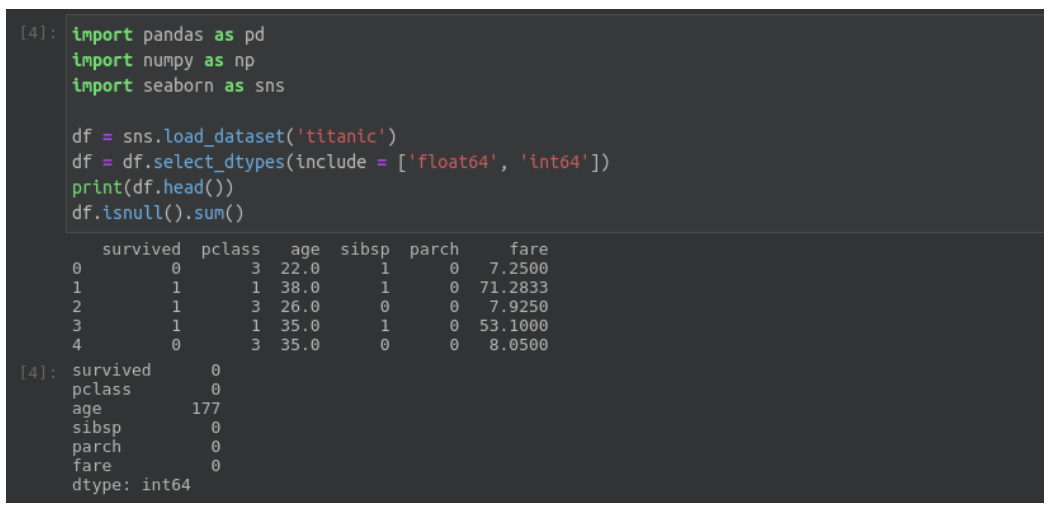 [4]: import pandas as pd
import numpy as np
import seaborn as sns
df = sns.load_dataset('titanic')
df = df.select_dtypes(include = ['float64', 'int64'])
print(df.head())
df.isnull().sum()
survived pclass age sibsp parch fare
0 0 3 22.0 1 0 7.2500
1 1 1 38.0 1 0 71.2833
2 1 3 26.0 0 0 7.9250
3 1 1 35.0 1 0 53.1000
4 0 3 35.0 0 0 8.0500
[4]: survived 0
pclass 0
age 177
sibsp 0
parch 0
fare 0
dtype: int64